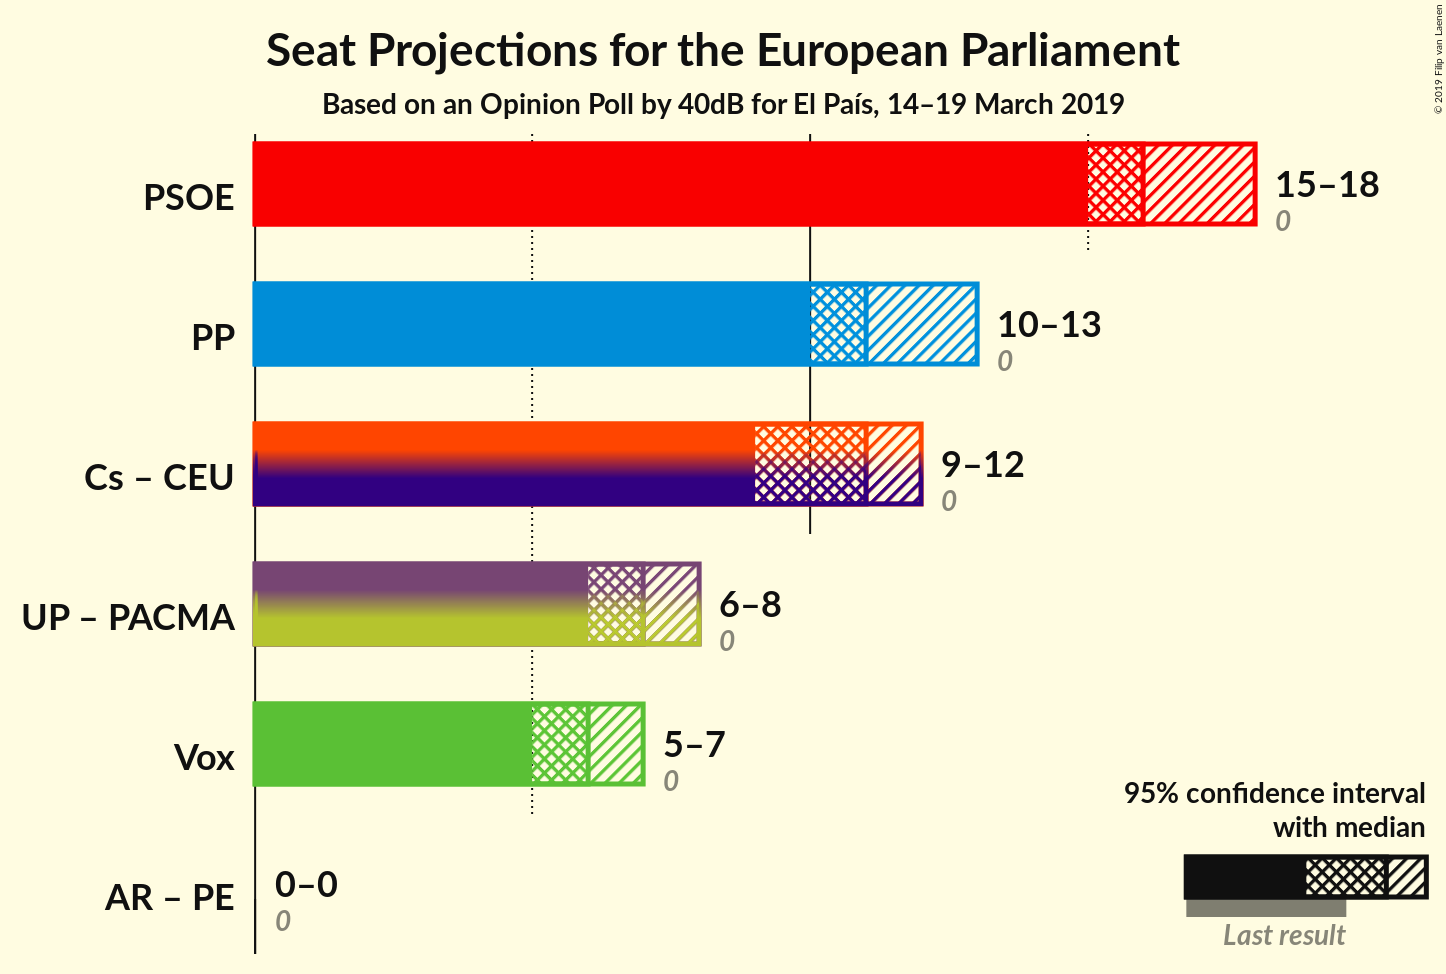 Seat Projections for the European Parliament
Based on an Opinion Poll by 40dB for El País, 14–19 March 2019
© 2019 Filip van Laenen
PSOE
15–18
0
PP
10–13
0
Cs – CEU
9–12
0
UP – PACMA
6–8
0
Vox
5–7
0
AR – PE
0–0
0
95% confidence interval
with median
Last result